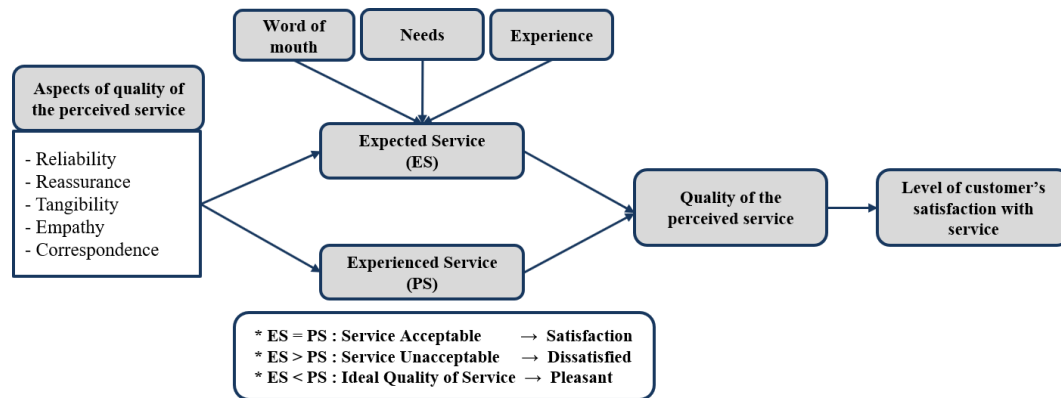 Word of
mouth
Needs
Experience
Aspects of quality of
the perceived service
- Reliability
- Reassurance
- Tangibility
- Empathy
- Correspondence
Expected Service
(ES)
Experienced Service
(PS)
Quality of the
perceived service
Level of customer's
satisfaction with
service
* ES = PS : Service Acceptable → Satisfaction
* ES > PS : Service Unacceptable → Dissatisfied
* ES < PS : Ideal Quality of Service → Pleasant